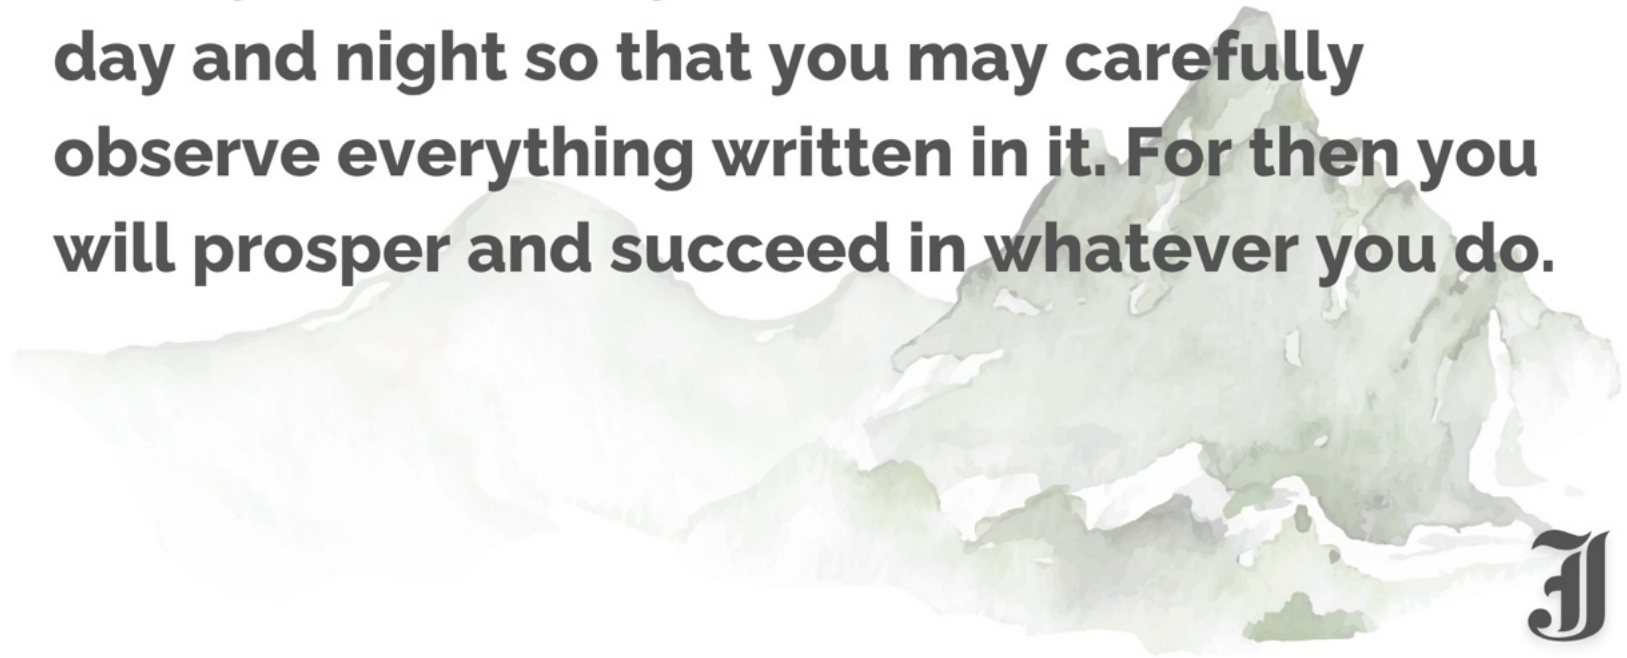 day and night so that you may carefully
observe everything written in it. For then you
will prosper and succeed in whatever you do.
J